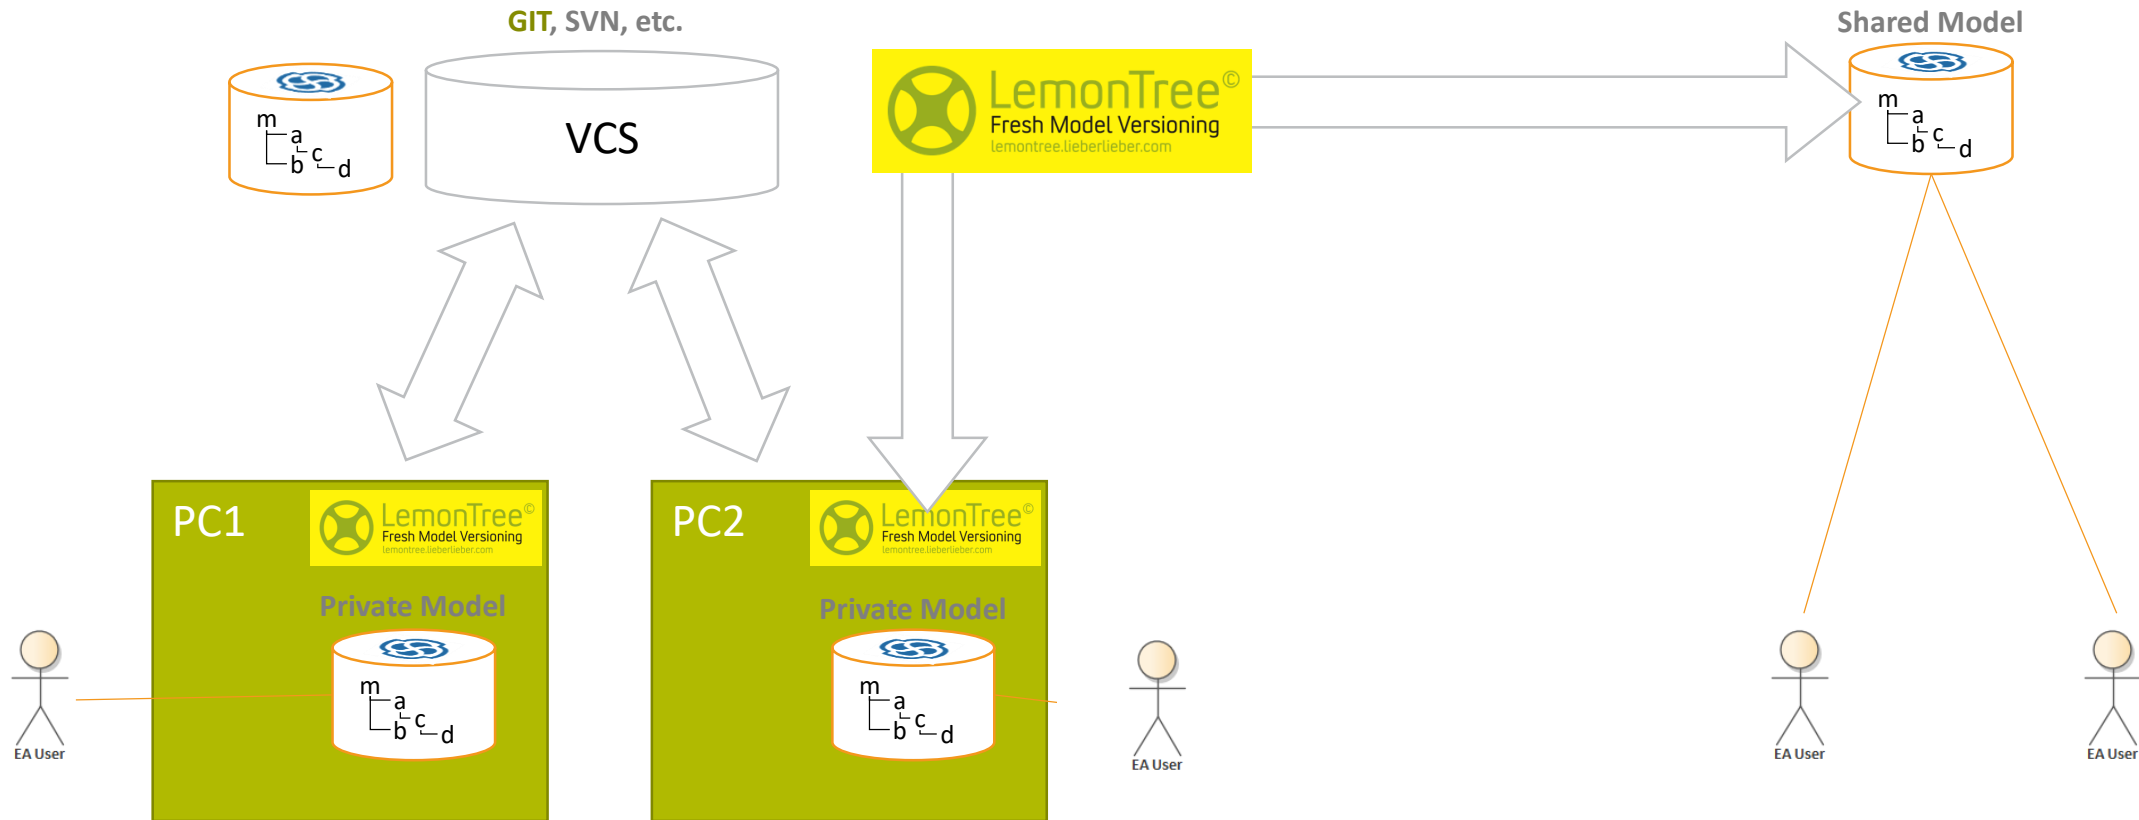 GIT, SVN, etc.
Shared Model
m
a
c
b
d
VCS
LemonTree©
Fresh Model Versioning
lemontree.lieberlieber.com
m
a
c
b
d
PC1
LemonTree©
Fresh Model Versioning
lemontree.lieberlieber.com
Private Model
m
a
c
b
d
EA User
PC2
LemonTree©
Fresh Model Versioning
lemontree.lieberlieber.com
Private Model
m
a
c
b
d
EA User
EA User
EA User